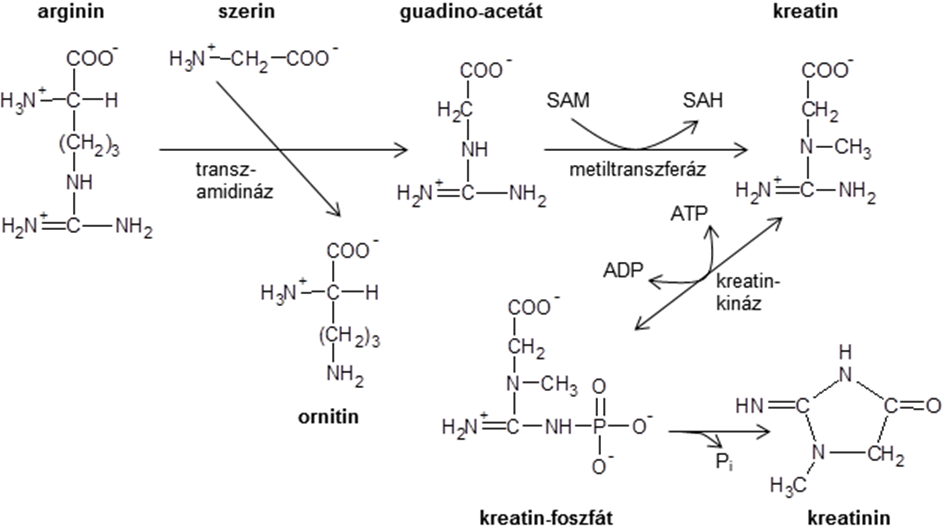 arginin
szerin
guadino-acetát
kreatin
COO⁻
H₃N⁺–C–H
(CH₂)₃
NH
H₂N⁺=C–NH₂
H₃N⁺–CH₂–COO⁻
transz-
amidináz
COO⁻
H₃N⁺–C–H
(CH₂)₃
NH₂
ornitin
COO⁻
H₂C
NH
H₂N⁺=C–NH₂
SAM
SAH
metiltranszferáz
COO⁻
CH₂
N–CH₃
H₂N⁺=C–NH₂
ATP
ADP
kreatin-
kináz
COO⁻
CH₂
N–CH₃
O
H₂N⁺=C–NH–P–O⁻
O⁻
kreatin-foszfát
Pᵢ
H
N
HN=C
C=O
N–CH₂
H₃C
kreatinin